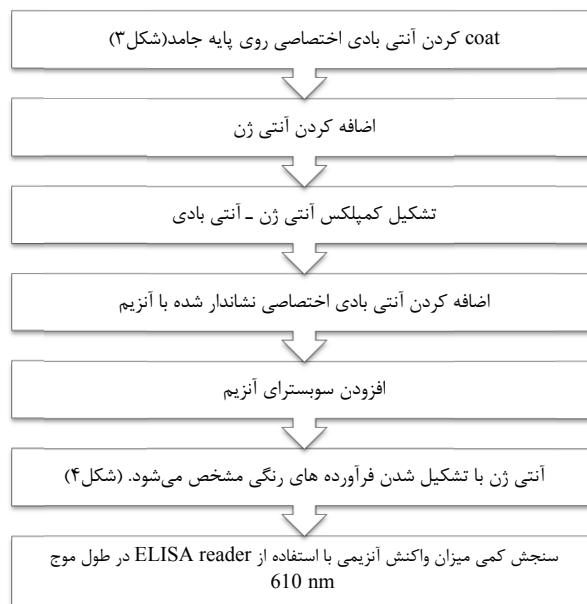 coat کردن آنتی بادی اختصاصی روی پایه جامد(شکل۳)
اضافه کردن آنتی ژن
تشکیل کمپلکس آنتی ژن ـ آنتی بادی
اضافه کردن آنتی بادی اختصاصی نشاندار شده با آنزیم
افزودن سوبسترای آنزیم
آنتی ژن با تشکیل شدن فرآورده های رنگی مشخص می‌شود. (شکل۴)
سنجش کمی میزان واکنش آنزیمی با استفاده از ELISA reader در طول موج
610 nm